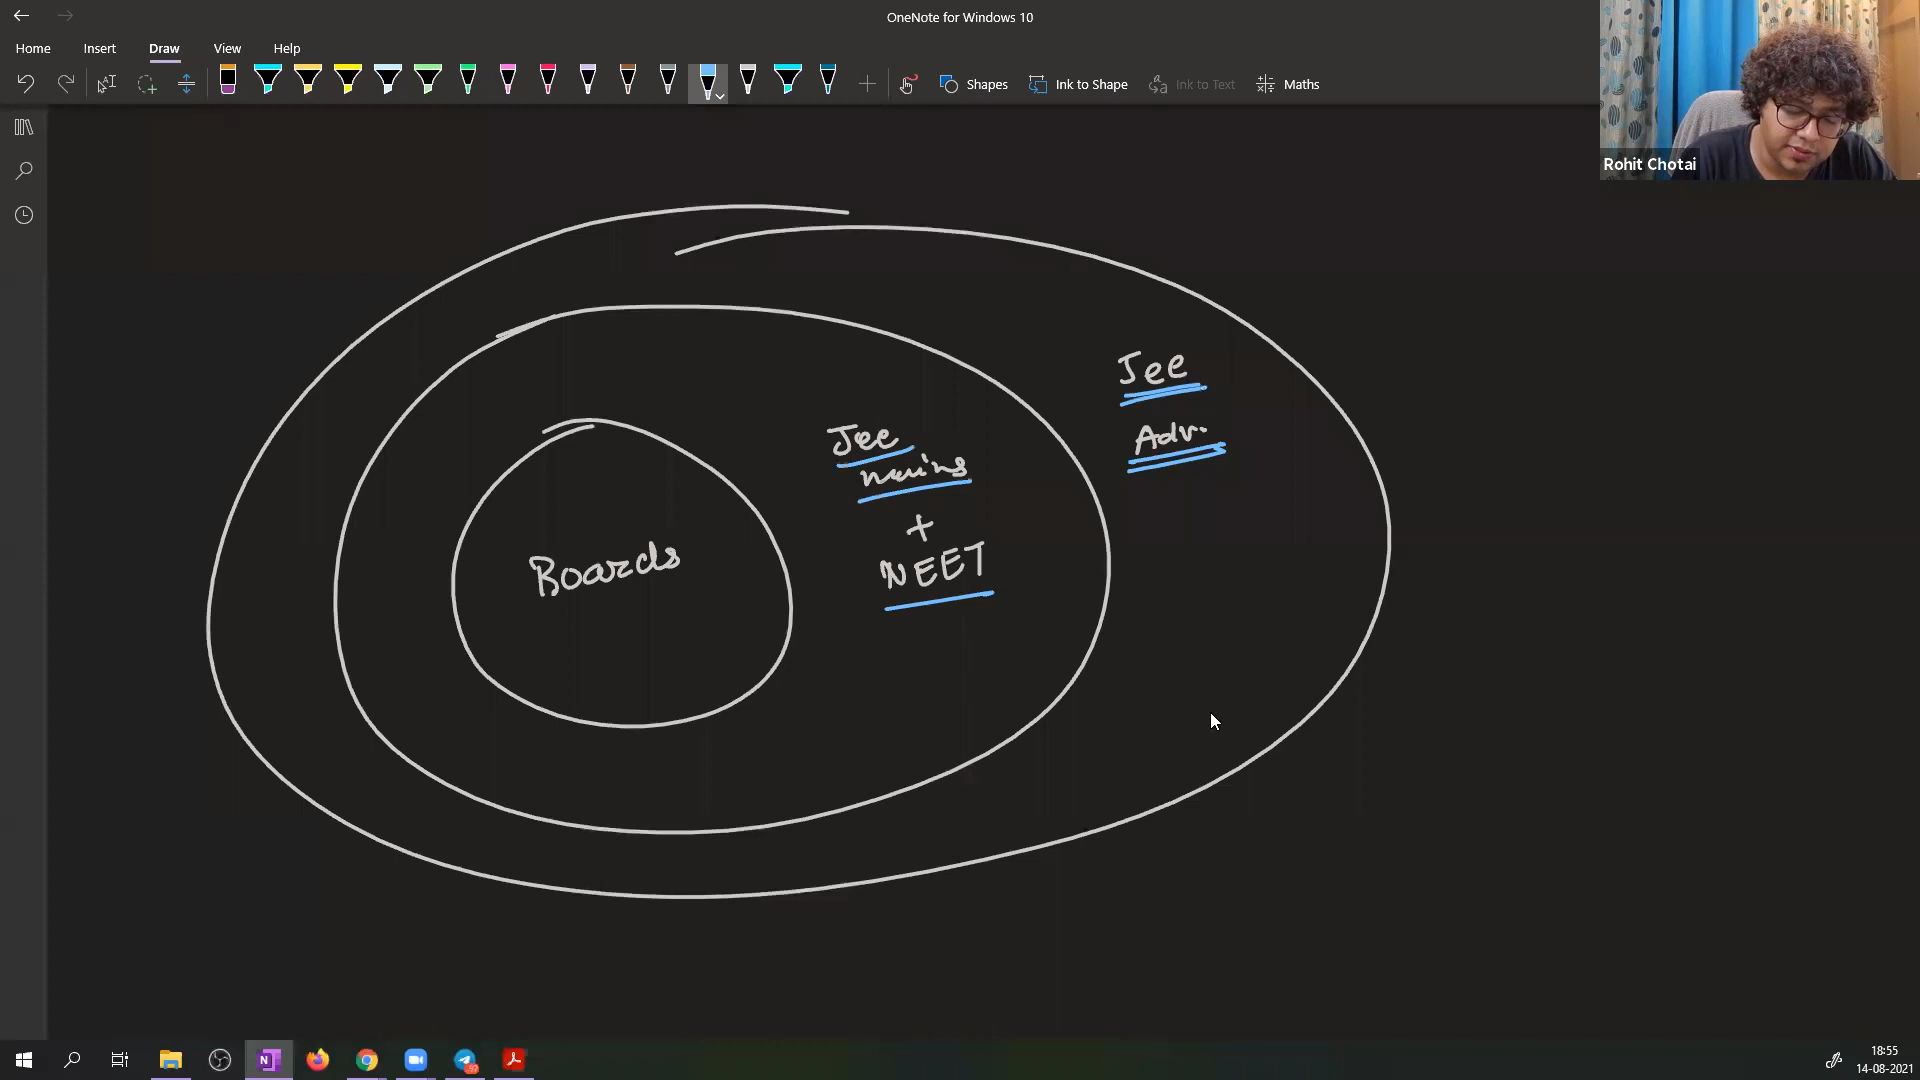 OneNote for Windows 10
Home Insert Draw View Help
Shapes Ink to Shape Ink to Text Maths
Rohit Chotai
Jee
Adv.
Jee
mains
+
NEET
Boards
N
97
18:55
14-08-2021